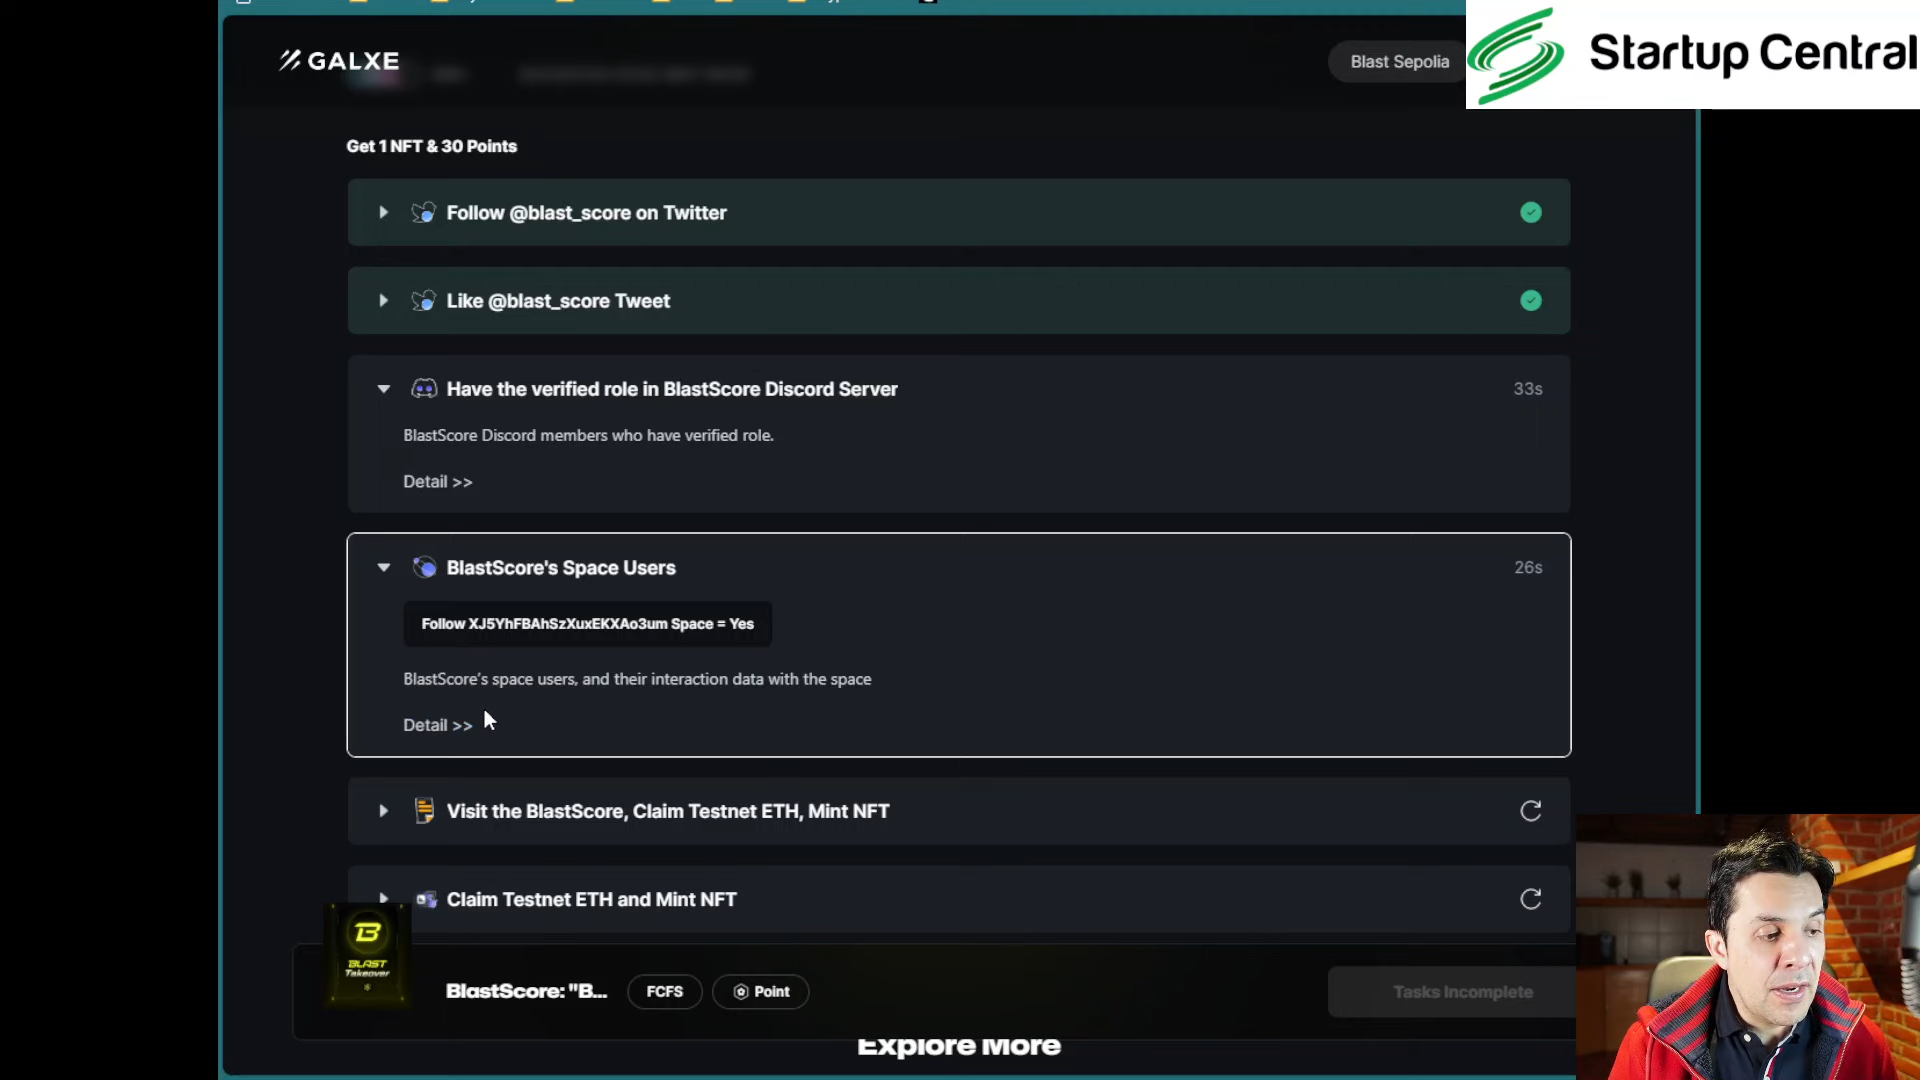 GALXE
Blast Sepolia
Startup Central
Get 1 NFT & 30 Points
Follow @blast_score on Twitter
Like @blast_score Tweet
Have the verified role in BlastScore Discord Server
33s
BlastScore Discord members who have verified role.
Detail >>
BlastScore's Space Users
26s
Follow XJ5YhFBAhSzXuxEKXAo3um Space = Yes
BlastScore's space users, and their interaction data with the space
Detail >>
Visit the BlastScore, Claim Testnet ETH, Mint NFT
Claim Testnet ETH and Mint NFT
B
BLAST
Takeover
BlastScore: "B...
FCFS
Point
Tasks Incomplete
Explore More